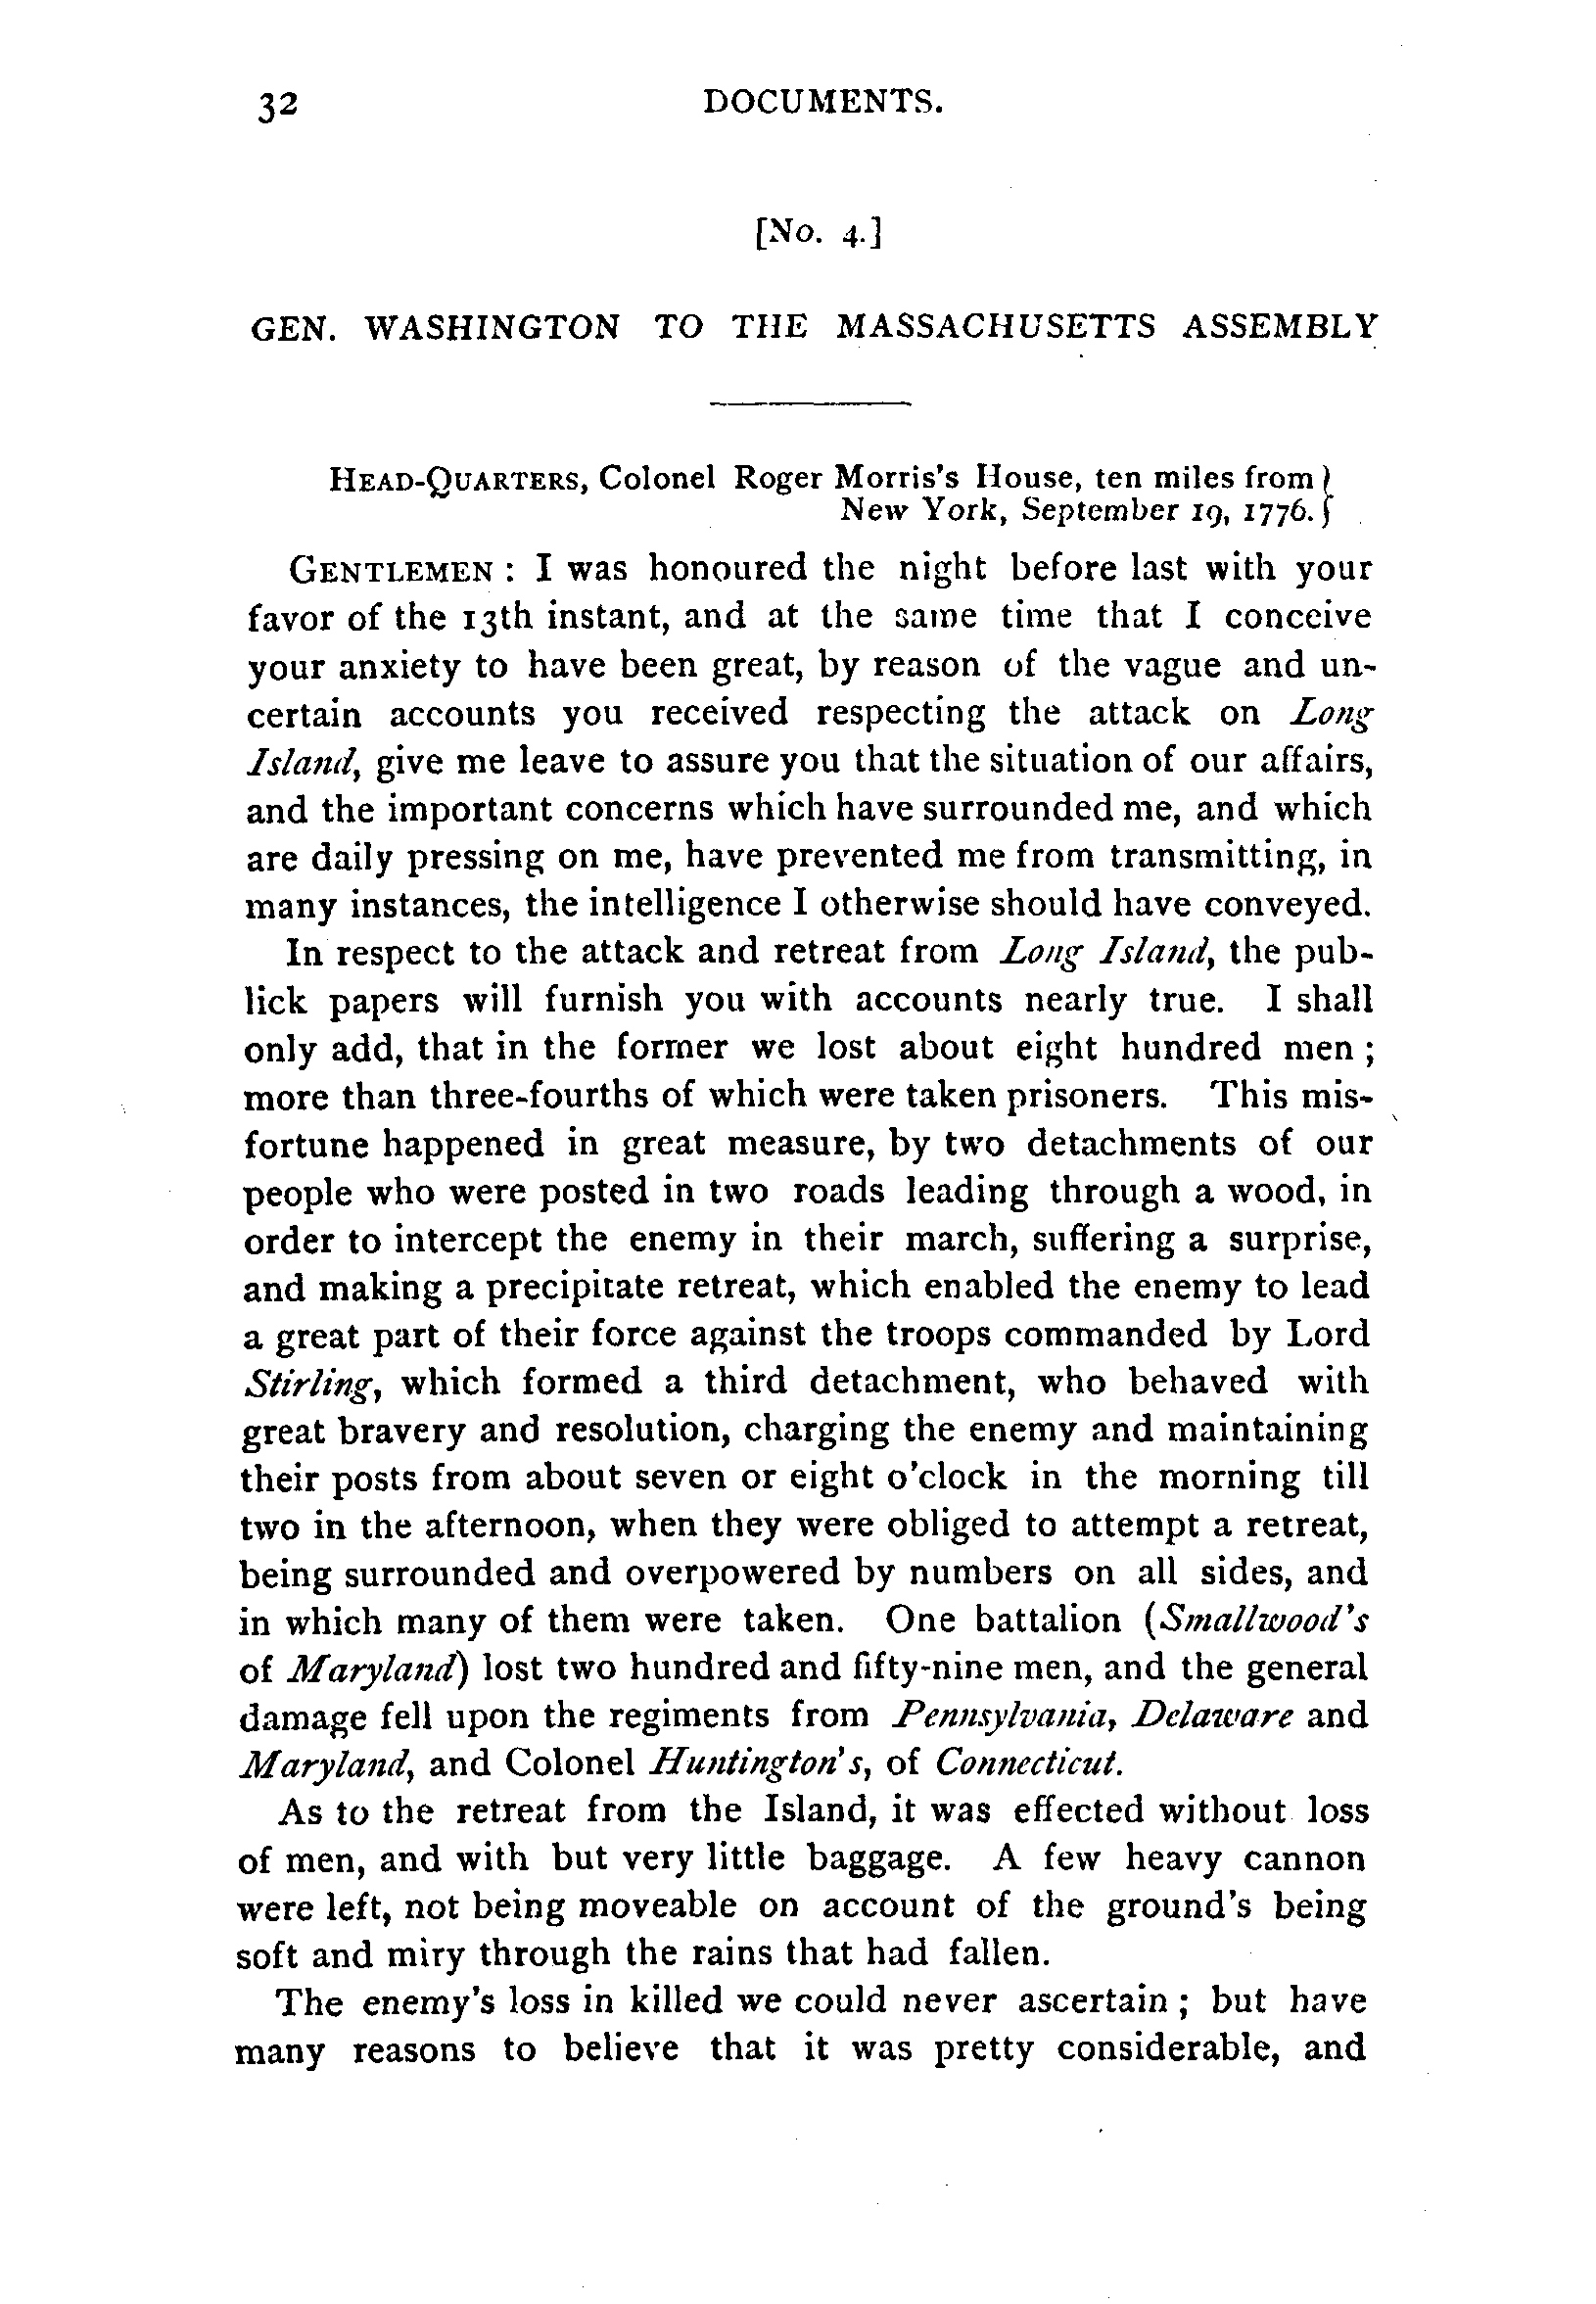 32 DOCUMENTS.
[No. 4.]
GEN. WASHINGTON TO THE MASSACHUSETTS ASSEMBLY
HEAD-QUARTERS, Colonel Roger Morris's House, ten miles from }
New York, September 19, 1776. }
GENTLEMEN : I was honoured the night before last with your
favor of the 13th instant, and at the same time that I conceive
your anxiety to have been great, by reason of the vague and un-
certain accounts you received respecting the attack on Long
Island, give me leave to assure you that the situation of our affairs,
and the important concerns which have surrounded me, and which
are daily pressing on me, have prevented me from transmitting, in
many instances, the intelligence I otherwise should have conveyed.
In respect to the attack and retreat from Long Island, the pub-
lick papers will furnish you with accounts nearly true. I shall
only add, that in the former we lost about eight hundred men ;
more than three-fourths of which were taken prisoners. This mis-
fortune happened in great measure, by two detachments of our
people who were posted in two roads leading through a wood, in
order to intercept the enemy in their march, suffering a surprise,
and making a precipitate retreat, which enabled the enemy to lead
a great part of their force against the troops commanded by Lord
Stirling, which formed a third detachment, who behaved with
great bravery and resolution, charging the enemy and maintaining
their posts from about seven or eight o'clock in the morning till
two in the afternoon, when they were obliged to attempt a retreat,
being surrounded and overpowered by numbers on all sides, and
in which many of them were taken. One battalion (Smallwood's
of Maryland) lost two hundred and fifty-nine men, and the general
damage fell upon the regiments from Pennsylvania, Delaware and
Maryland, and Colonel Huntington's, of Connecticut.
As to the retreat from the Island, it was effected without loss
of men, and with but very little baggage. A few heavy cannon
were left, not being moveable on account of the ground's being
soft and miry through the rains that had fallen.
The enemy's loss in killed we could never ascertain ; but have
many reasons to believe that it was pretty considerable, and